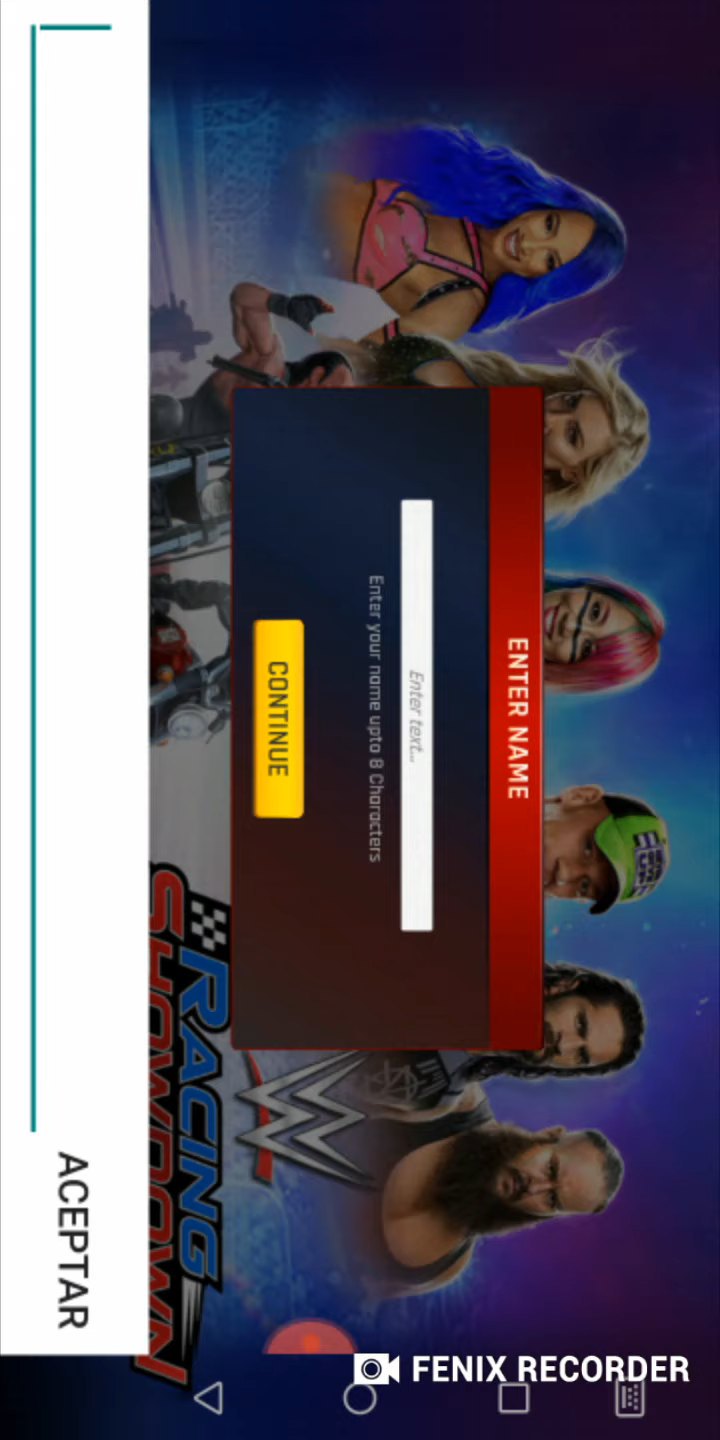 ENTER NAME
Enter text...
Enter your name upto 8 Characters
CONTINUE
W
RACING
SHOWDOWN
ACEPTAR
FENIX RECORDER